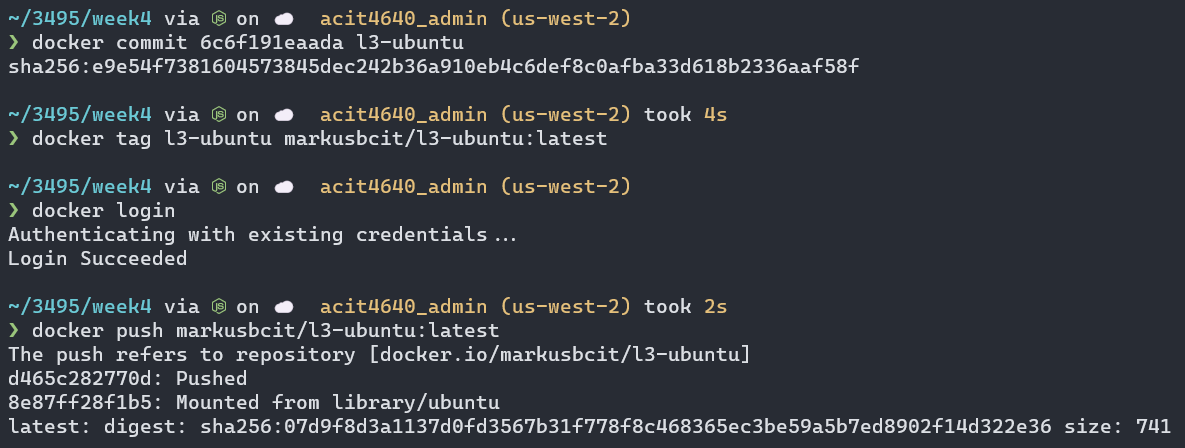 ~/3495/week4 via on acit4640_admin (us-west-2)
❯ docker commit 6c6f191eaada l3-ubuntu
sha256:e9e54f7381604573845dec242b36a910eb4c6def8c0afba33d618b2336aaf58f
~/3495/week4 via on acit4640_admin (us-west-2) took 4s
❯ docker tag l3-ubuntu markusbcit/l3-ubuntu:latest
~/3495/week4 via on acit4640_admin (us-west-2)
❯ docker login
Authenticating with existing credentials...
Login Succeeded
~/3495/week4 via on acit4640_admin (us-west-2) took 2s
❯ docker push markusbcit/l3-ubuntu:latest
The push refers to repository [docker.io/markusbcit/l3-ubuntu]
d465c282770d: Pushed
8e87ff28f1b5: Mounted from library/ubuntu
latest: digest: sha256:07d9f8d3a1137d0fd3567b31f778f8c468365ec3be59a5b7ed8902f14d322e36 size: 741